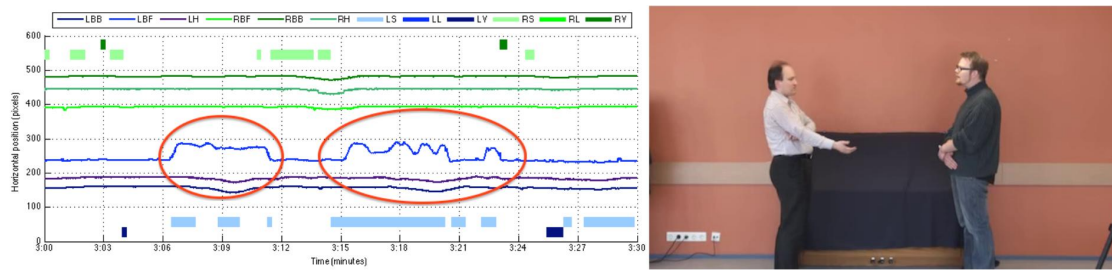 LBB LBF LH RBF RBB RH LS LL LY RS RL RY
600
500
400
300
200
100
0
Horizontal position (pixels)
3:00 3:03 3:06 3:09 3:12 3:15 3:18 3:21 3:24 3:27 3:30
Time (minutes)